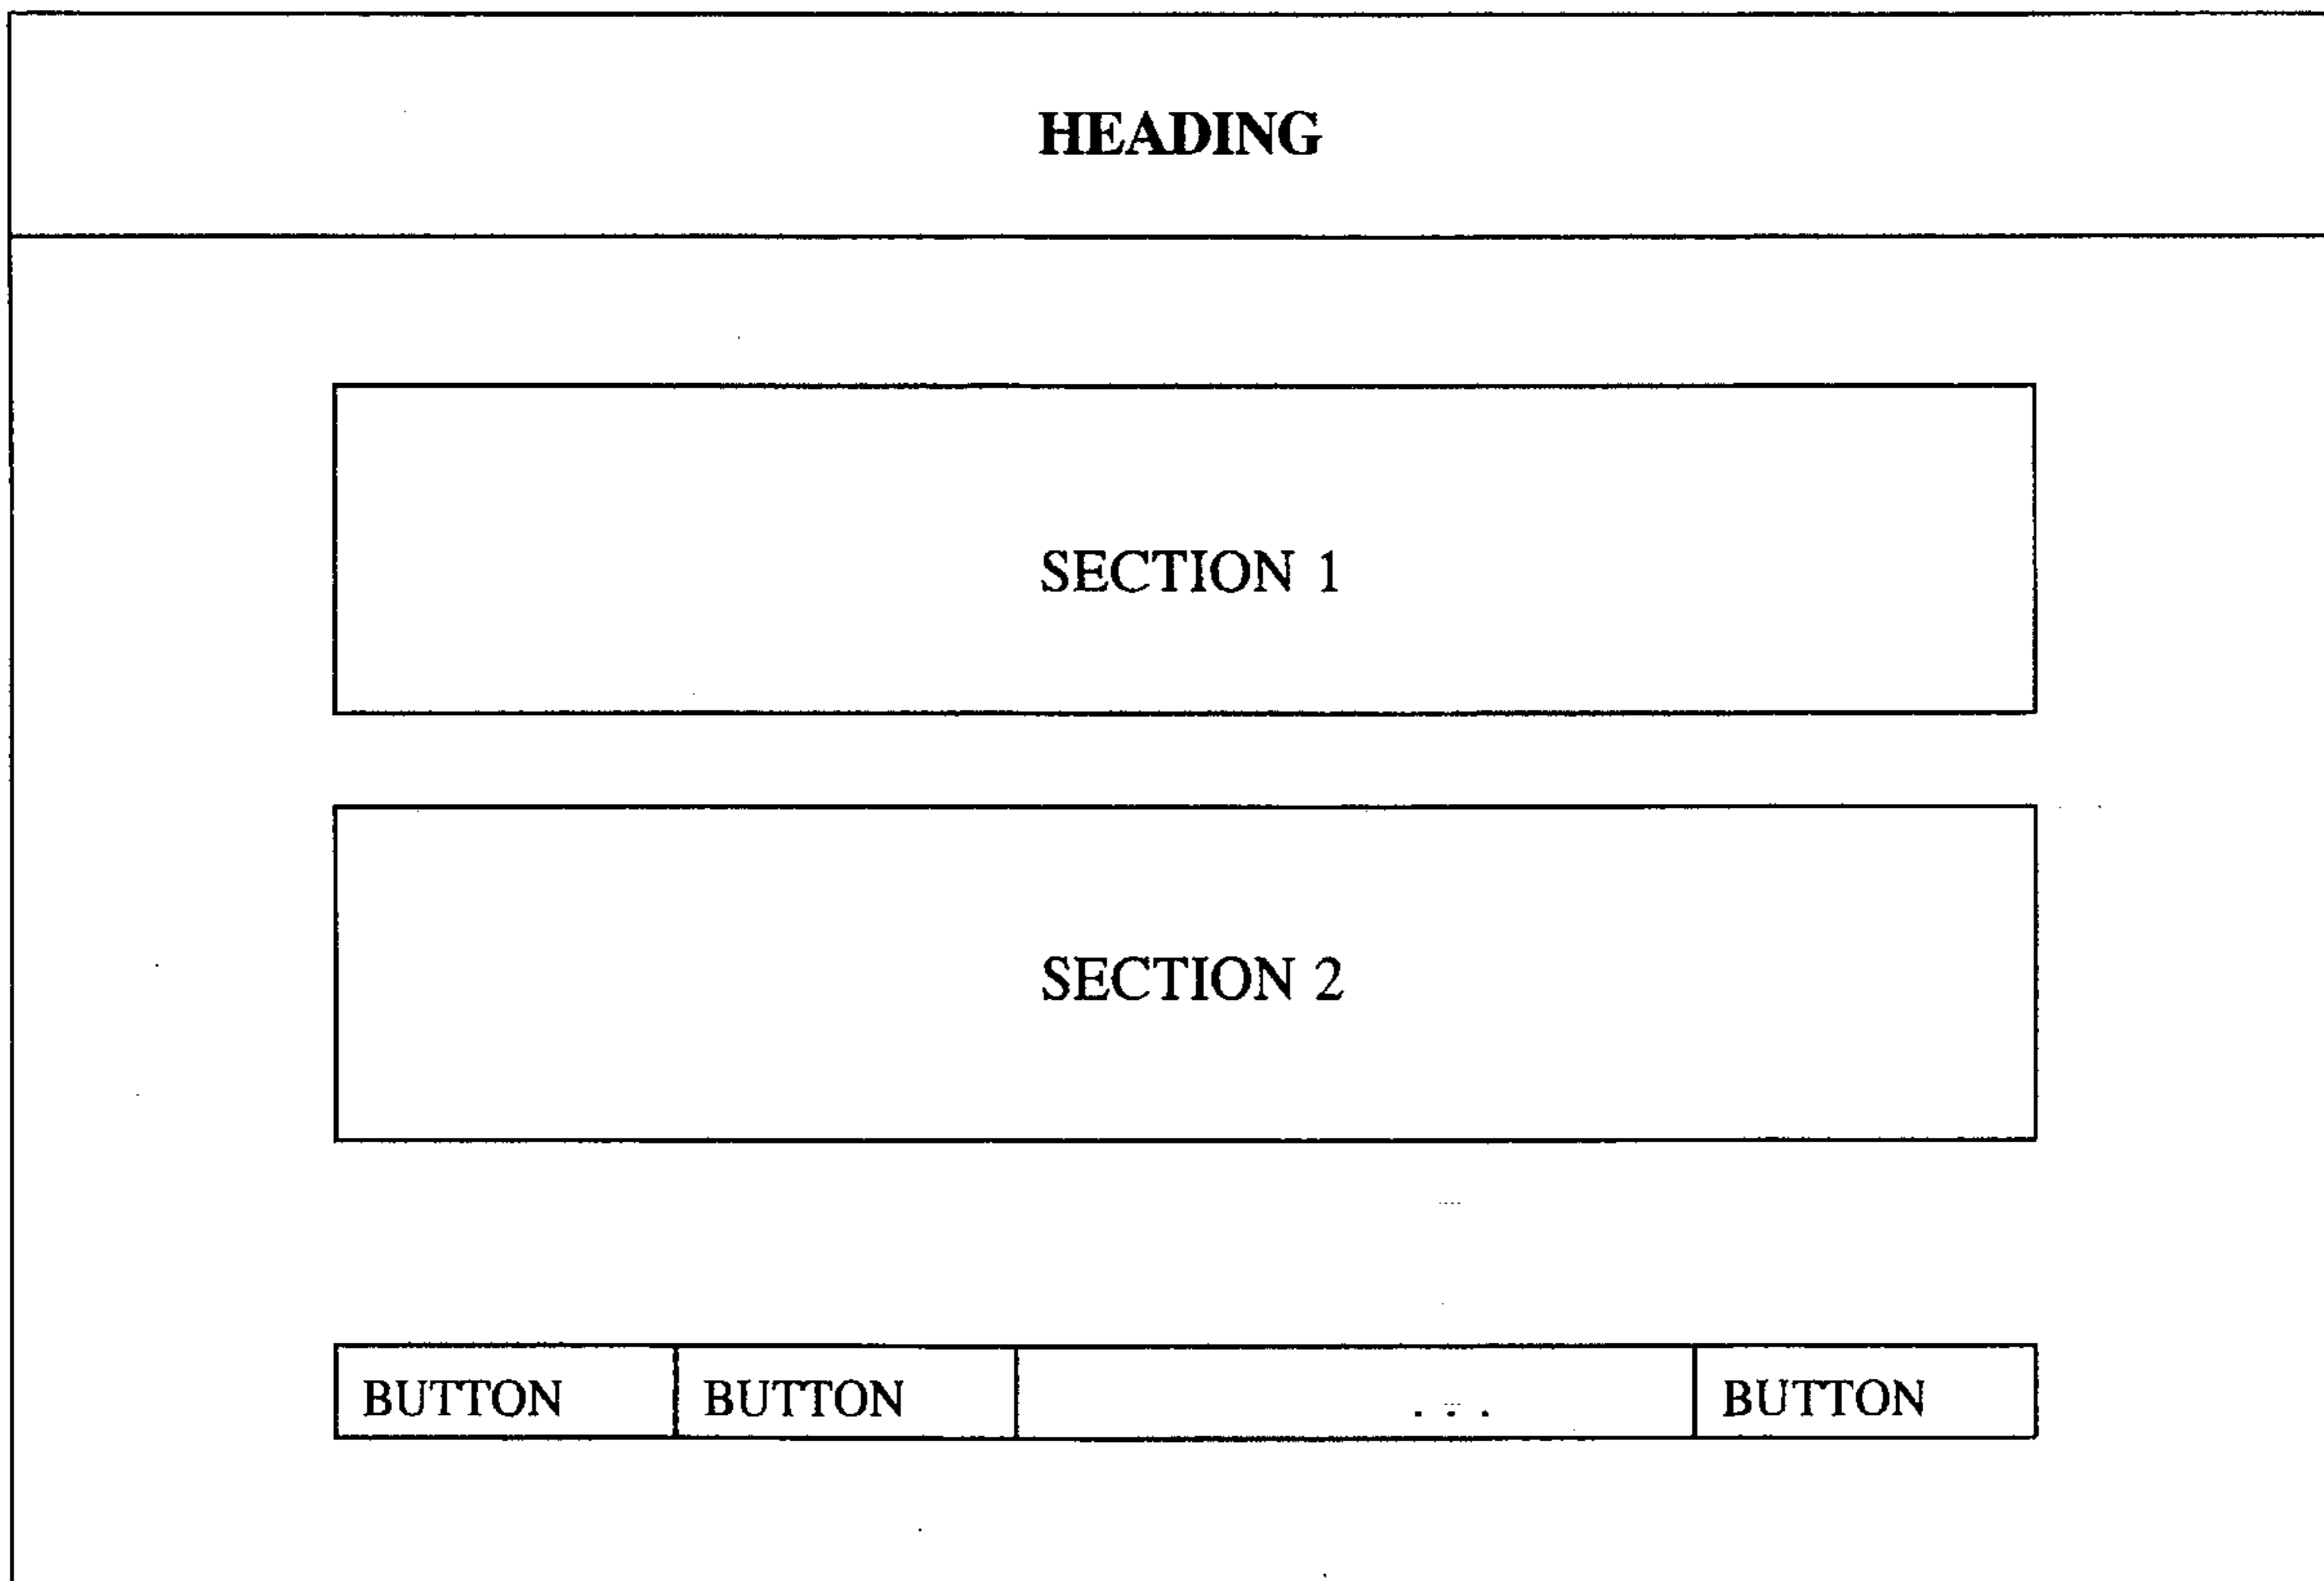 HEADING
SECTION 1
SECTION 2
BUTTON BUTTON ... BUTTON